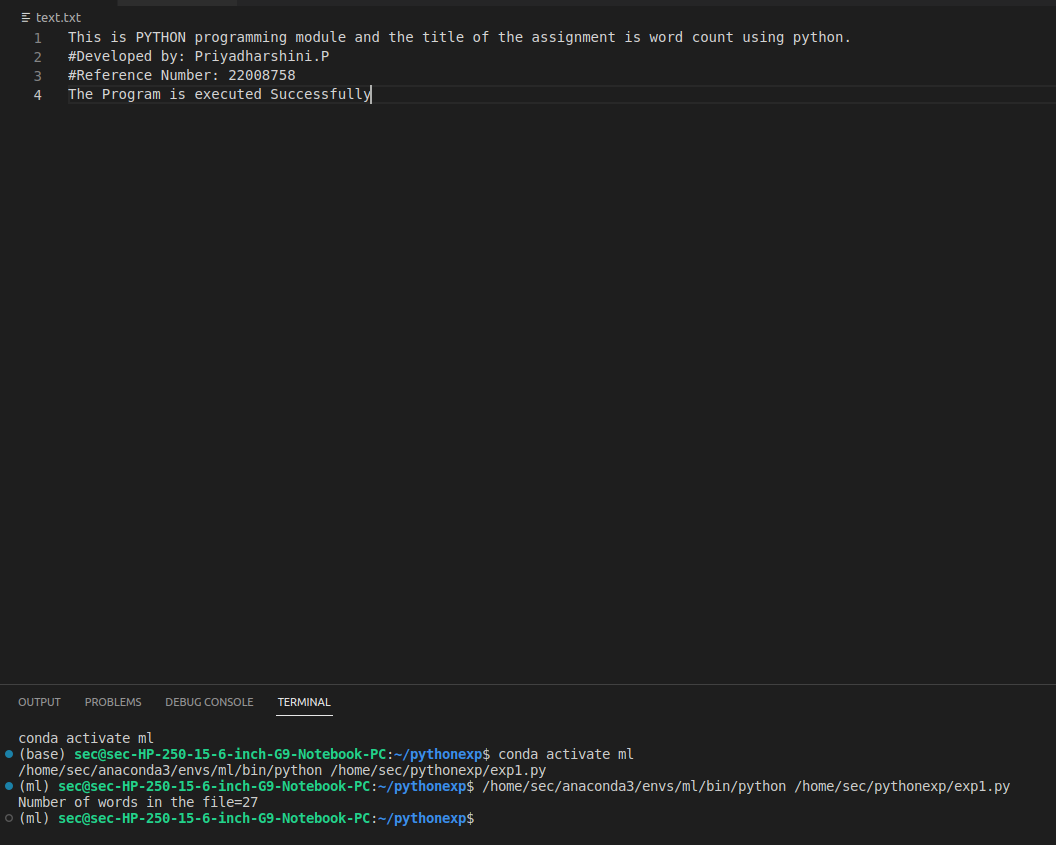 text.txt
1 This is PYTHON programming module and the title of the assignment is word count using python.
2 #Developed by: Priyadharshini.P
3 #Reference Number: 22008758
4 The Program is executed Successfully
OUTPUT PROBLEMS DEBUG CONSOLE TERMINAL
conda activate ml
(base) sec@sec-HP-250-15-6-inch-G9-Notebook-PC:~/pythonexp$ conda activate ml
/home/sec/anaconda3/envs/ml/bin/python /home/sec/pythonexp/exp1.py
(ml) sec@sec-HP-250-15-6-inch-G9-Notebook-PC:~/pythonexp$ /home/sec/anaconda3/envs/ml/bin/python /home/sec/pythonexp/exp1.py
Number of words in the file=27
(ml) sec@sec-HP-250-15-6-inch-G9-Notebook-PC:~/pythonexp$